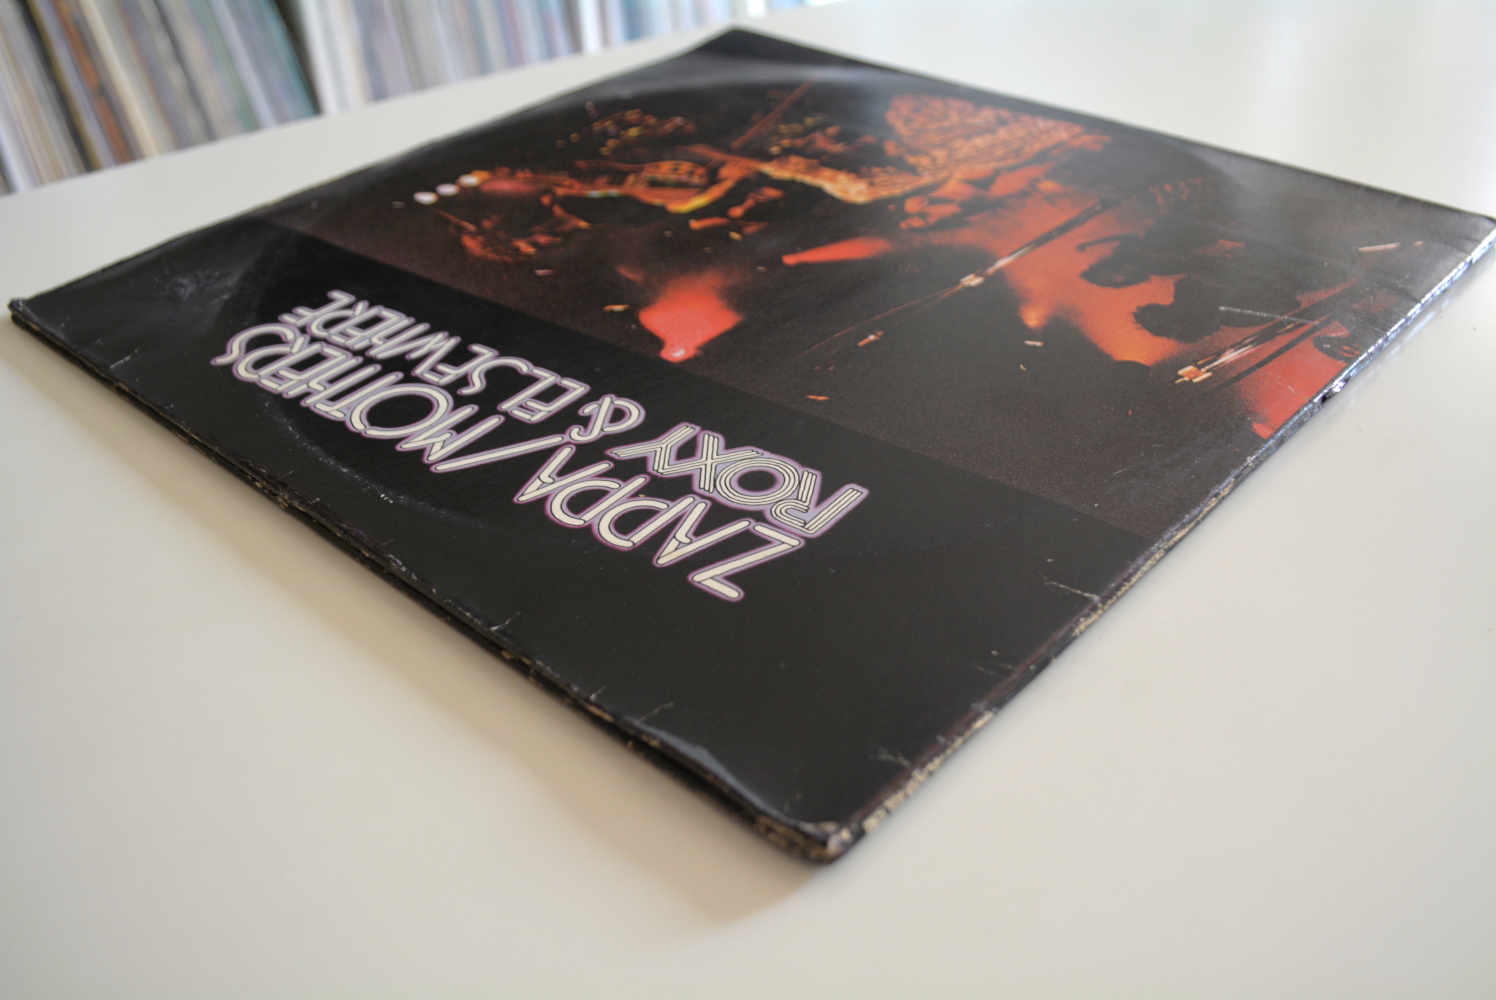 ZAPPA/MOTHERS
ROXY & ELSEWHERE